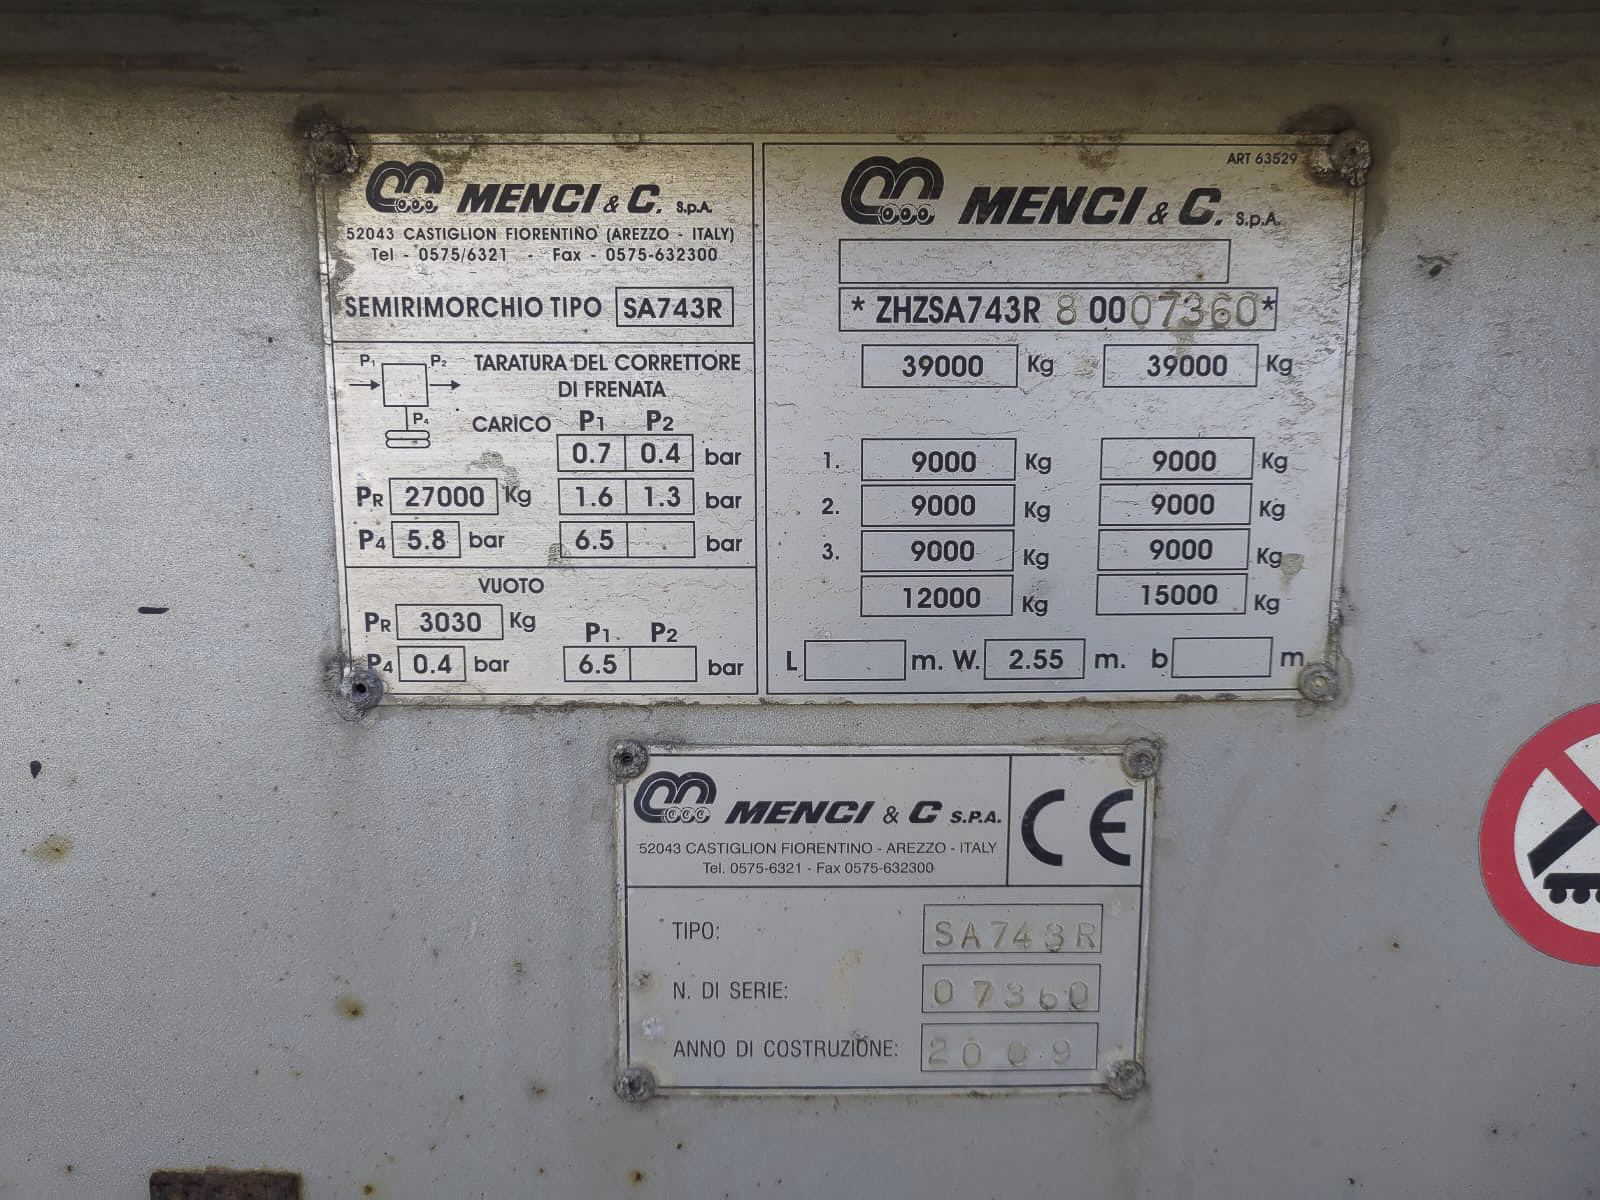 MENCI & C. S.p.A.
52043 CASTIGLION FIORENTINO (AREZZO - ITALY)
Tel - 0575/6321 - Fax - 0575-632300
SEMIRIMORCHIO TIPO SA743R
P1 P2 TARATURA DEL CORRETTORE
DI FRENATA
P4 CARICO P1 P2
0.7 0.4 bar
PR 27000 Kg 1.6 1.3 bar
P4 5.8 bar 6.5 bar
VUOTO
PR 3030 Kg P1 P2
P4 0.4 bar 6.5 bar
ART 63529
MENCI & C. S.p.A.
* ZHZSA743R 8 00 07360 *
39000 Kg 39000 Kg
1. 9000 Kg 9000 Kg
2. 9000 Kg 9000 Kg
3. 9000 Kg 9000 Kg
12000 Kg 15000 Kg
L m. W. 2.55 m. b m
MENCI & C S.P.A. CE
52043 CASTIGLION FIORENTINO - AREZZO - ITALY
Tel. 0575-6321 - Fax 0575-632300
TIPO: SA743R
N. DI SERIE: 07360
ANNO DI COSTRUZIONE: 2009